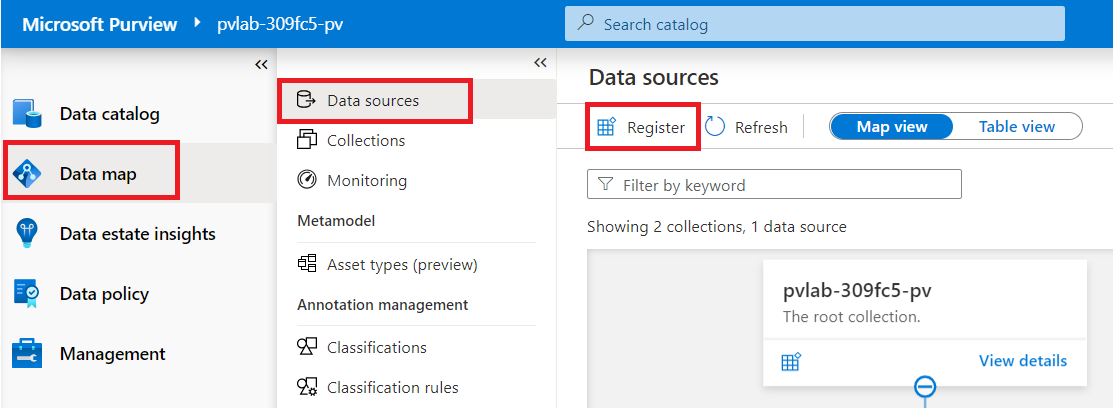 Microsoft Purview › pvlab-309fc5-pv
Search catalog
Data catalog
Data map
Data estate insights
Data policy
Management
Data sources
Collections
Monitoring
Metamodel
Asset types (preview)
Annotation management
Classifications
Classification rules
Data sources
Register
Refresh
Map view
Table view
Filter by keyword
Showing 2 collections, 1 data source
pvlab-309fc5-pv
The root collection.
View details